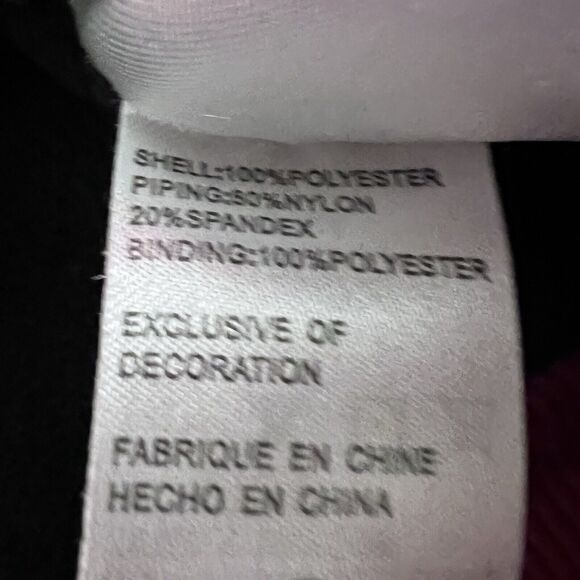 SHELL:100%POLYESTER
PIPING:80%NYLON
20%SPANDEX
BINDING:100%POLYESTER
EXCLUSIVE OF
DECORATION
FABRIQUE EN CHINE
HECHO EN CHINA